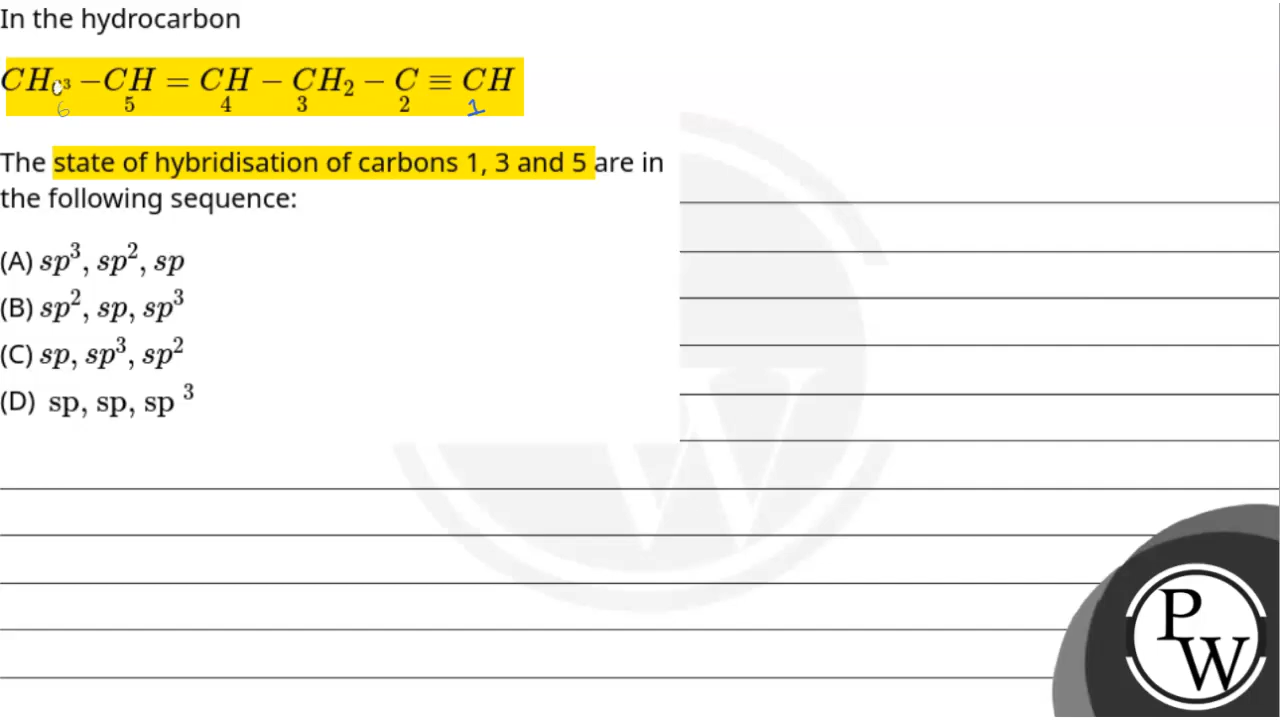 In the hydrocarbon
CH₃ − CH = CH − CH₂ − C ≡ CH
6 5 4 3 2 1
The state of hybridisation of carbons 1, 3 and 5 are in
the following sequence:
(A) sp³, sp², sp
(B) sp², sp, sp³
(C) sp, sp³, sp²
(D) sp, sp, sp ³
P
W